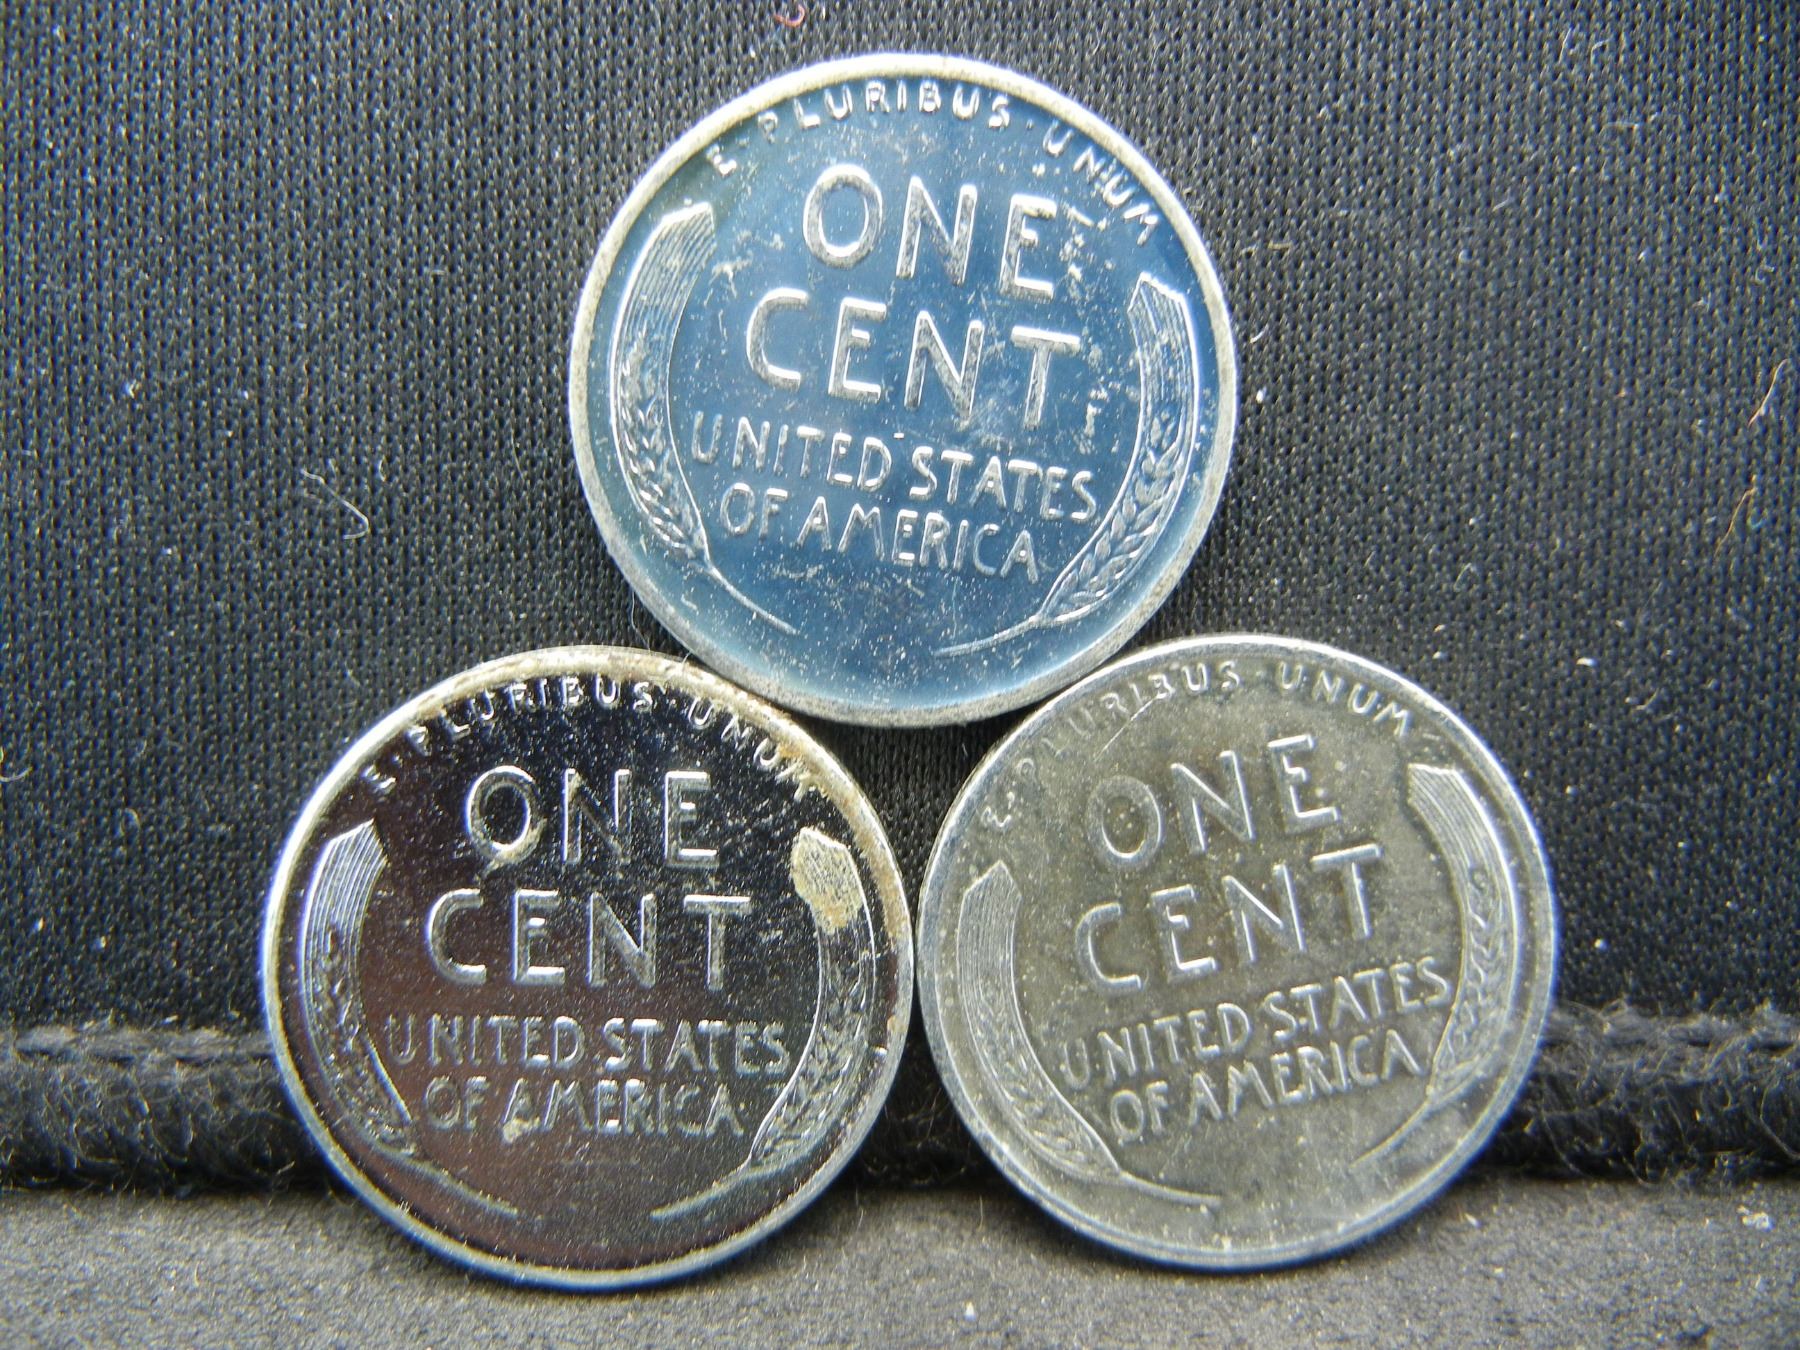 E·PLURIBUS·UNUM
ONE
CENT
UNITED STATES
OF AMERICA
E·PLURIBUS·UNUM
ONE
CENT
UNITED STATES
OF AMERICA
E·PLURIBUS·UNUM
ONE
CENT
UNITED STATES
OF AMERICA